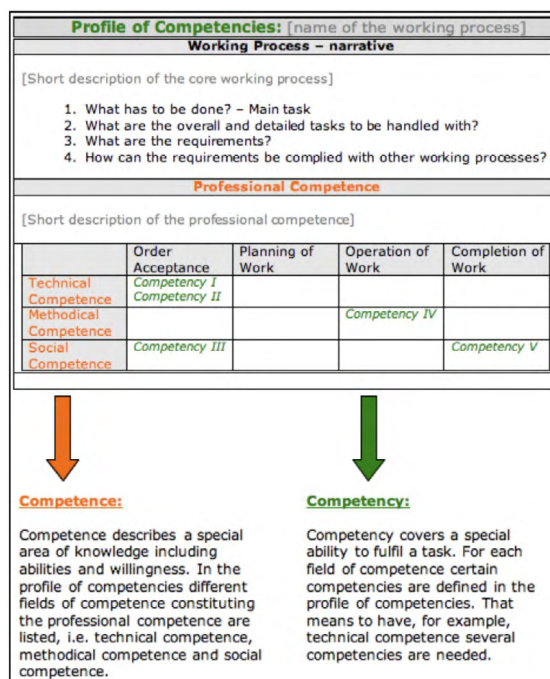 Profile of Competencies: [name of the working process]
Working Process – narrative
[Short description of the core working process]
1. What has to be done? – Main task
2. What are the overall and detailed tasks to be handled with?
3. What are the requirements?
4. How can the requirements be complied with other working processes?
Professional Competence
[Short description of the professional competence]
Order Acceptance
Planning of Work
Operation of Work
Completion of Work
Technical Competence
Competency I
Competency II
Methodical Competence
Competency IV
Social Competence
Competency III
Competency V
Competence:
Competence describes a special
area of knowledge including
abilities and willingness. In the
profile of competencies different
fields of competence constituting
the professional competence are
listed, i.e. technical competence,
methodical competence and social
competence.
Competency:
Competency covers a special
ability to fulfil a task. For each
field of competence certain
competencies are defined in the
profile of competencies. That
means to have, for example,
technical competence several
competencies are needed.